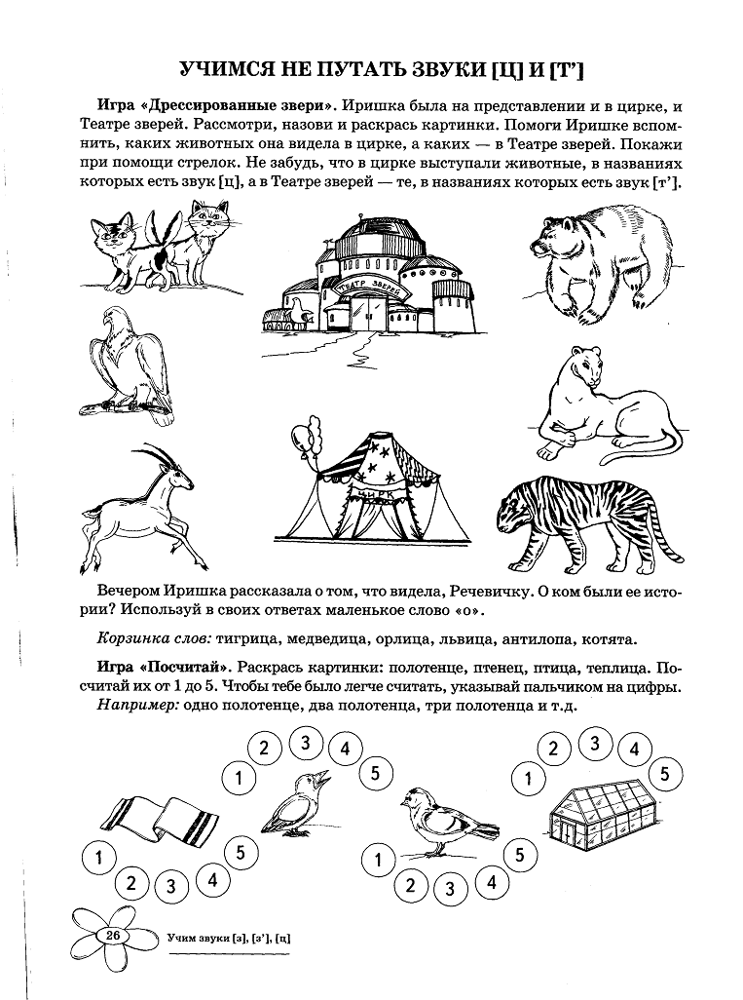 УЧИМСЯ НЕ ПУТАТЬ ЗВУКИ [Ц] И [Т’]
Игра «Дрессированные звери». Иришка была на представлении и в цирке, и
Театре зверей. Рассмотри, назови и раскрась картинки. Помоги Иришке вспом-
нить, каких животных она видела в цирке, а каких — в Театре зверей. Покажи
при помощи стрелок. Не забудь, что в цирке выступали животные, в названиях
которых есть звук [ц], а в Театре зверей — те, в названиях которых есть звук [т’].
ТЕАТР ЗВЕРЕЙ
ЦИРК
Вечером Иришка рассказала о том, что видела, Речевичку. О ком были ее исто-
рии? Используй в своих ответах маленькое слово «о».
Корзинка слов: тигрица, медведица, орлица, львица, антилопа, котята.
Игра «Посчитай». Раскрась картинки: полотенце, птенец, птица, теплица. По-
считай их от 1 до 5. Чтобы тебе было легче считать, указывай пальчиком на цифры.
Например: одно полотенце, два полотенца, три полотенца и т.д.
1 2 3 4 5
1 2 3 4 5
1 2 3 4 5
1 2 3 4 5
26
Учим звуки [з], [з’], [ц]